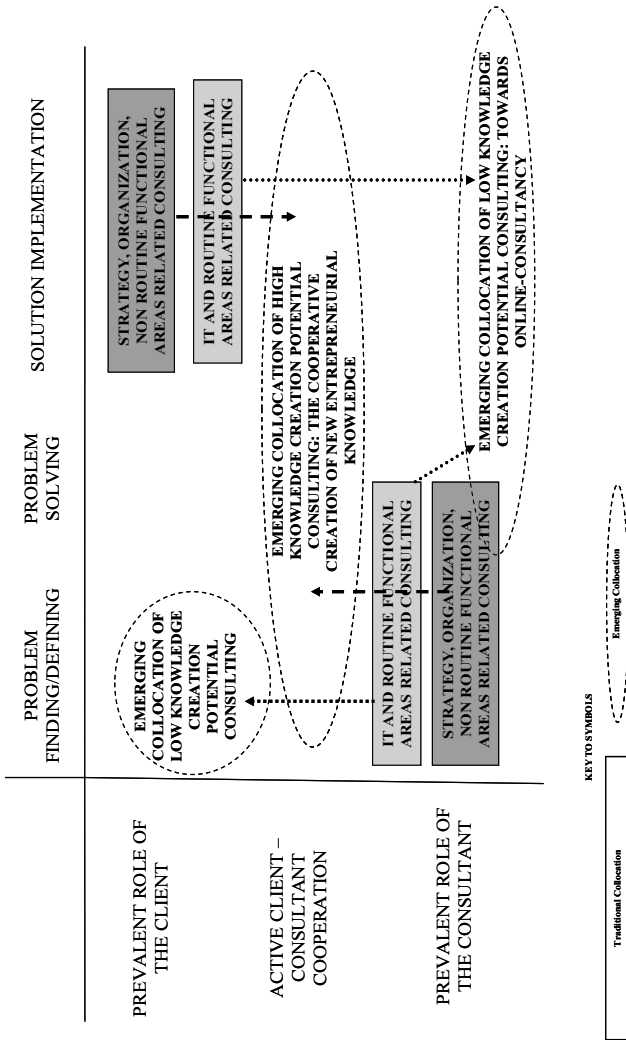 PROBLEM
FINDING/DEFINING
PROBLEM
SOLVING
SOLUTION IMPLEMENTATION
PREVALENT ROLE OF
THE CLIENT
EMERGING
COLLOCATION OF
LOW KNOWLEDGE
CREATION
POTENTIAL
CONSULTING
STRATEGY, ORGANIZATION,
NON ROUTINE FUNCTIONAL
AREAS RELATED CONSULTING
IT AND ROUTINE FUNCTIONAL
AREAS RELATED CONSULTING
ACTIVE CLIENT –
CONSULTANT
COOPERATION
EMERGING COLLOCATION OF HIGH
KNOWLEDGE CREATION POTENTIAL
CONSULTING: THE COOPERATIVE
CREATION OF NEW ENTREPRENEURIAL
KNOWLEDGE
PREVALENT ROLE OF
THE CONSULTANT
IT AND ROUTINE FUNCTIONAL
AREAS RELATED CONSULTING
STRATEGY, ORGANIZATION,
NON ROUTINE FUNCTIONAL
AREAS RELATED CONSULTING
EMERGING COLLOCATION OF LOW KNOWLEDGE
CREATION POTENTIAL CONSULTING: TOWARDS
ONLINE-CONSULTANCY
KEY TO SYMBOLS
Traditional Collocation
Emerging Collocation